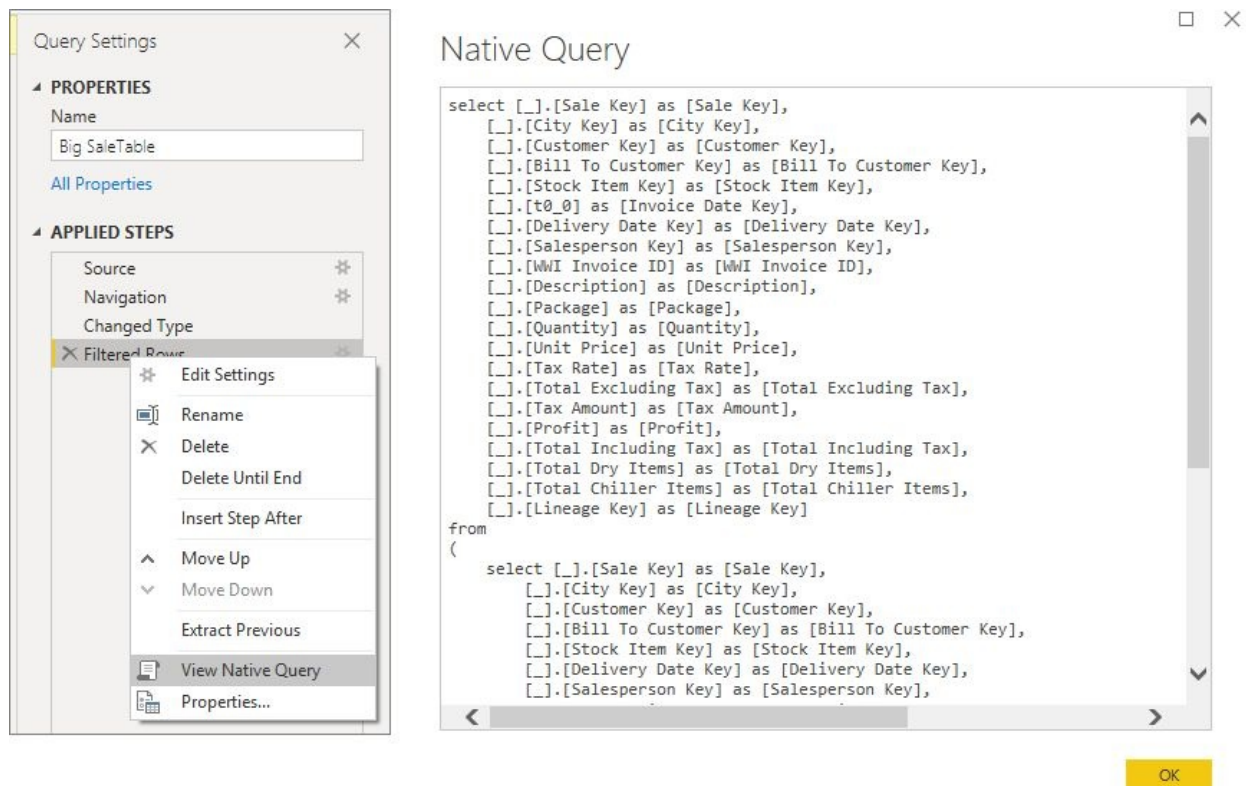 Query Settings
PROPERTIES
Name
Big SaleTable
All Properties
APPLIED STEPS
Source
Navigation
Changed Type
Filtered Rows
Edit Settings
Rename
Delete
Delete Until End
Insert Step After
Move Up
Move Down
Extract Previous
View Native Query
Properties...
Native Query
select [_].[Sale Key] as [Sale Key],
[_].[City Key] as [City Key],
[_].[Customer Key] as [Customer Key],
[_].[Bill To Customer Key] as [Bill To Customer Key],
[_].[Stock Item Key] as [Stock Item Key],
[_].[t0_0] as [Invoice Date Key],
[_].[Delivery Date Key] as [Delivery Date Key],
[_].[Salesperson Key] as [Salesperson Key],
[_].[WWI Invoice ID] as [WWI Invoice ID],
[_].[Description] as [Description],
[_].[Package] as [Package],
[_].[Quantity] as [Quantity],
[_].[Unit Price] as [Unit Price],
[_].[Tax Rate] as [Tax Rate],
[_].[Total Excluding Tax] as [Total Excluding Tax],
[_].[Tax Amount] as [Tax Amount],
[_].[Profit] as [Profit],
[_].[Total Including Tax] as [Total Including Tax],
[_].[Total Dry Items] as [Total Dry Items],
[_].[Total Chiller Items] as [Total Chiller Items],
[_].[Lineage Key] as [Lineage Key]
from
(
select [_].[Sale Key] as [Sale Key],
[_].[City Key] as [City Key],
[_].[Customer Key] as [Customer Key],
[_].[Bill To Customer Key] as [Bill To Customer Key],
[_].[Stock Item Key] as [Stock Item Key],
[_].[Delivery Date Key] as [Delivery Date Key],
[_].[Salesperson Key] as [Salesperson Key],
OK